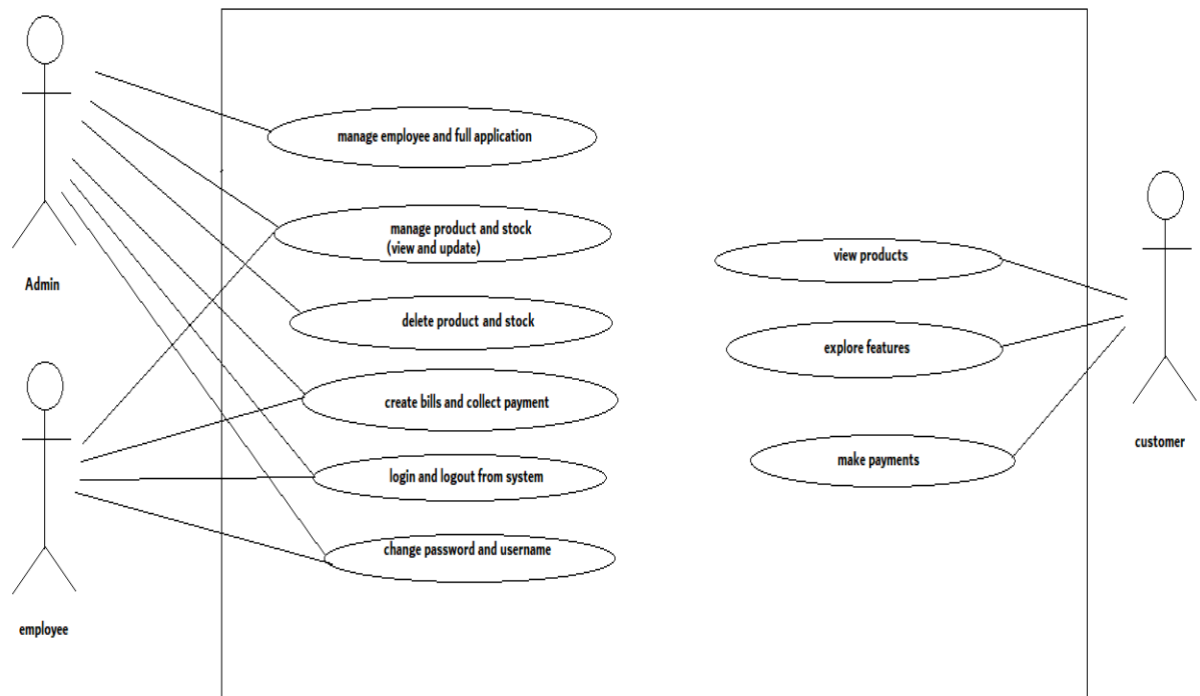 manage employee and full application
manage product and stock
(view and update)
delete product and stock
create bills and collect payment
login and logout from system
change password and username
Admin
employee
view products
explore features
make payments
customer